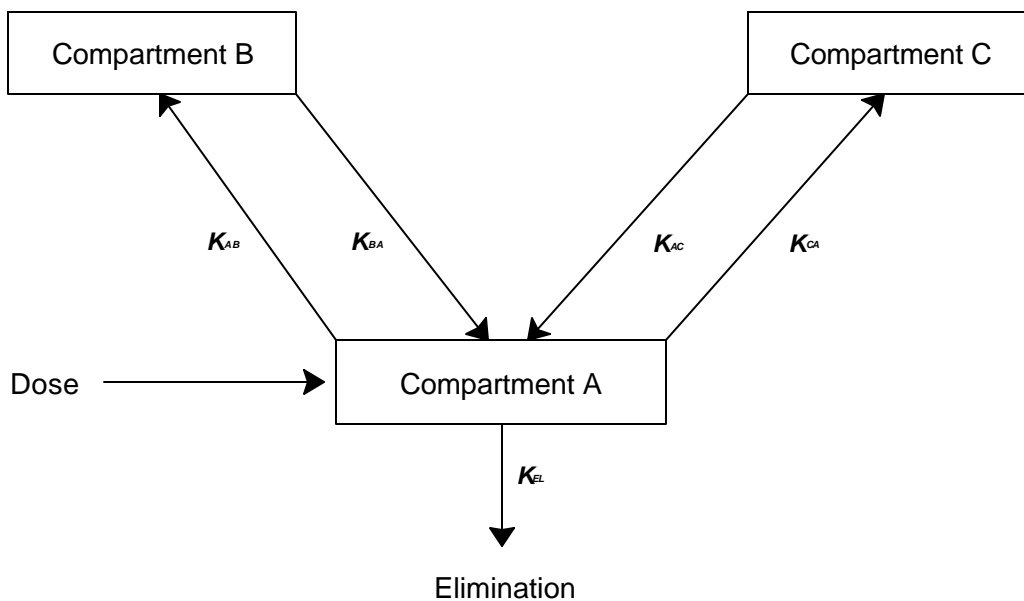 Compartment B
Compartment C
KAB
KBA
KAC
KCA
Dose
Compartment A
KEL
Elimination